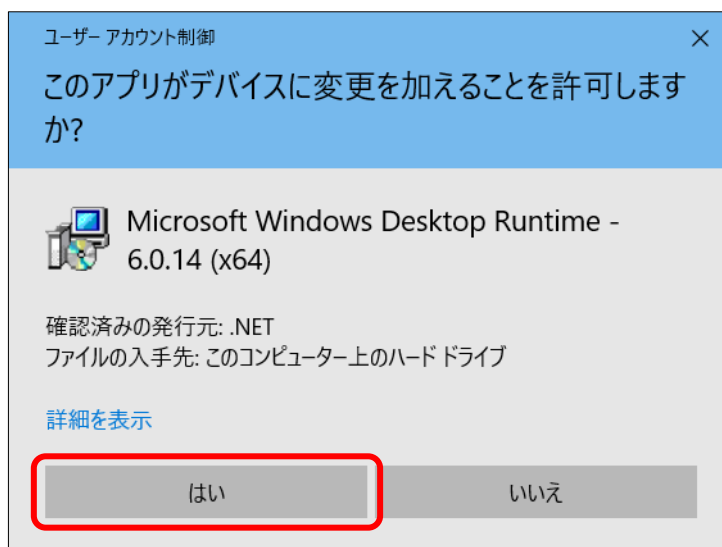 ユーザー アカウント制御
このアプリがデバイスに変更を加えることを許可します
か?
Microsoft Windows Desktop Runtime -
6.0.14 (x64)
確認済みの発行元: .NET
ファイルの入手先: このコンピューター上のハード ドライブ
詳細を表示
はい
いいえ